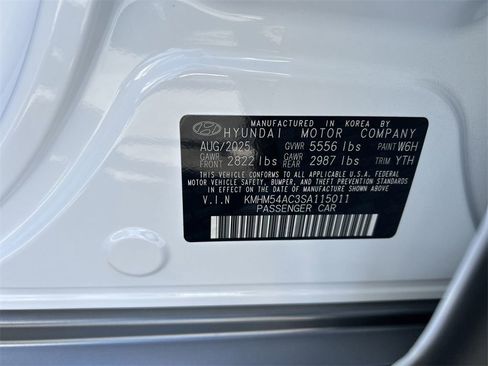 MANUFACTURED IN KOREA BY
HYUNDAI MOTOR COMPANY
AUG/2025 GVWR 5556 lbs PAINT W6H
GAWR FRONT 2822 lbs GAWR REAR 2987 lbs TRIM YTH
THIS VEHICLE CONFORMS TO ALL APPLICABLE U.S.A. FEDERAL
MOTOR VEHICLE SAFETY, BUMPER, AND THEFT PREVENTION
STANDARDS IN EFFECT ON THE DATE OF MANUFACTURE SHOWN ABOVE.
V.I.N KMHM54AC3SA115011
PASSENGER CAR